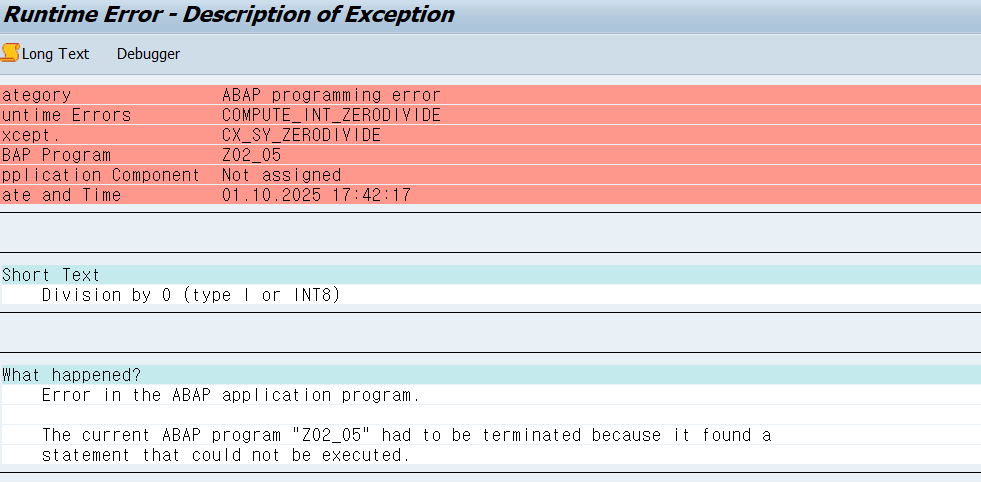 Runtime Error - Description of Exception
Long Text Debugger
ategory ABAP programming error
untime Errors COMPUTE_INT_ZERODIVIDE
xcept. CX_SY_ZERODIVIDE
BAP Program Z02_05
pplication Component Not assigned
ate and Time 01.10.2025 17:42:17
Short Text
Division by 0 (type I or INT8)
What happened?
Error in the ABAP application program.
The current ABAP program "Z02_05" had to be terminated because it found a
statement that could not be executed.